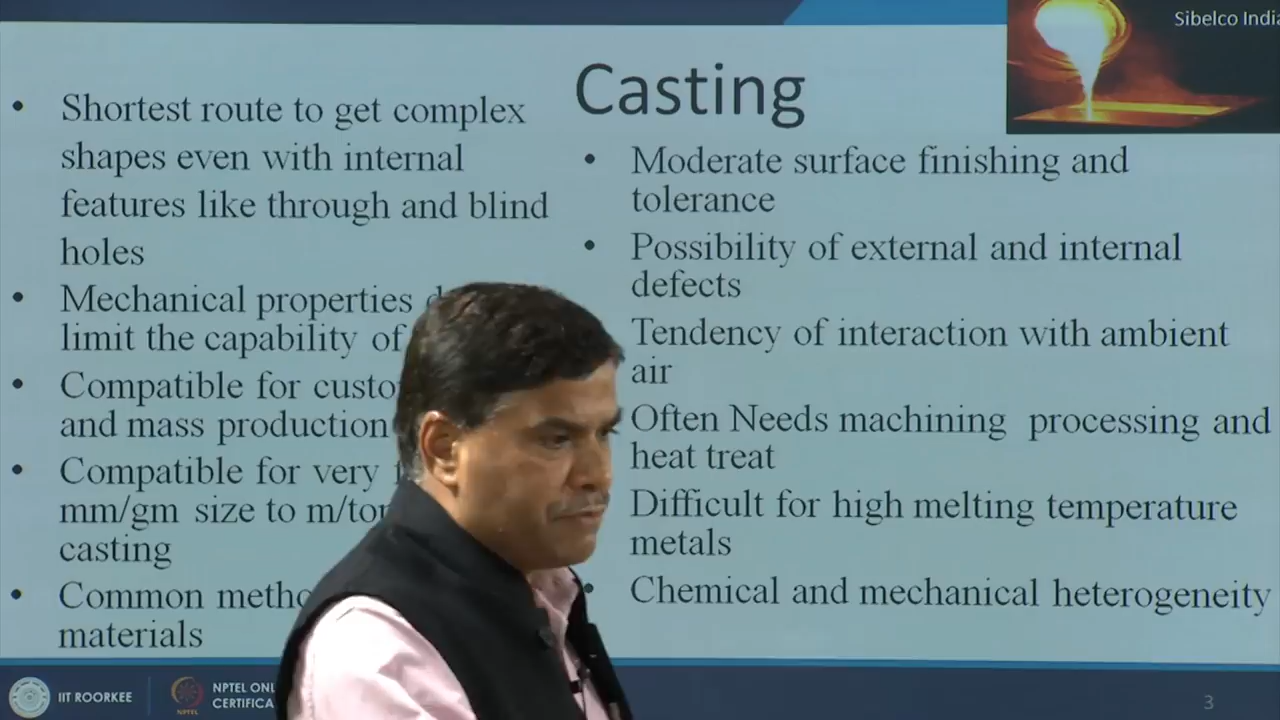 Sibelco
Casting
Shortest route to get complex
shapes even with internal
features like through and blind
holes
Mechanical properties
limit the capability of
Compatible for
and mass production
Compatible for very
mm/gm size to
casting
Common
materials
Moderate surface finishing and
tolerance
Possibility of external and internal
defects
Tendency of interaction with ambient
air
Often Needs machining processing and
heat treat
Difficult for high melting temperature
metals
Chemical and mechanical heterogeneity
IIT ROORKEE
NPTEL
NPTEL
3